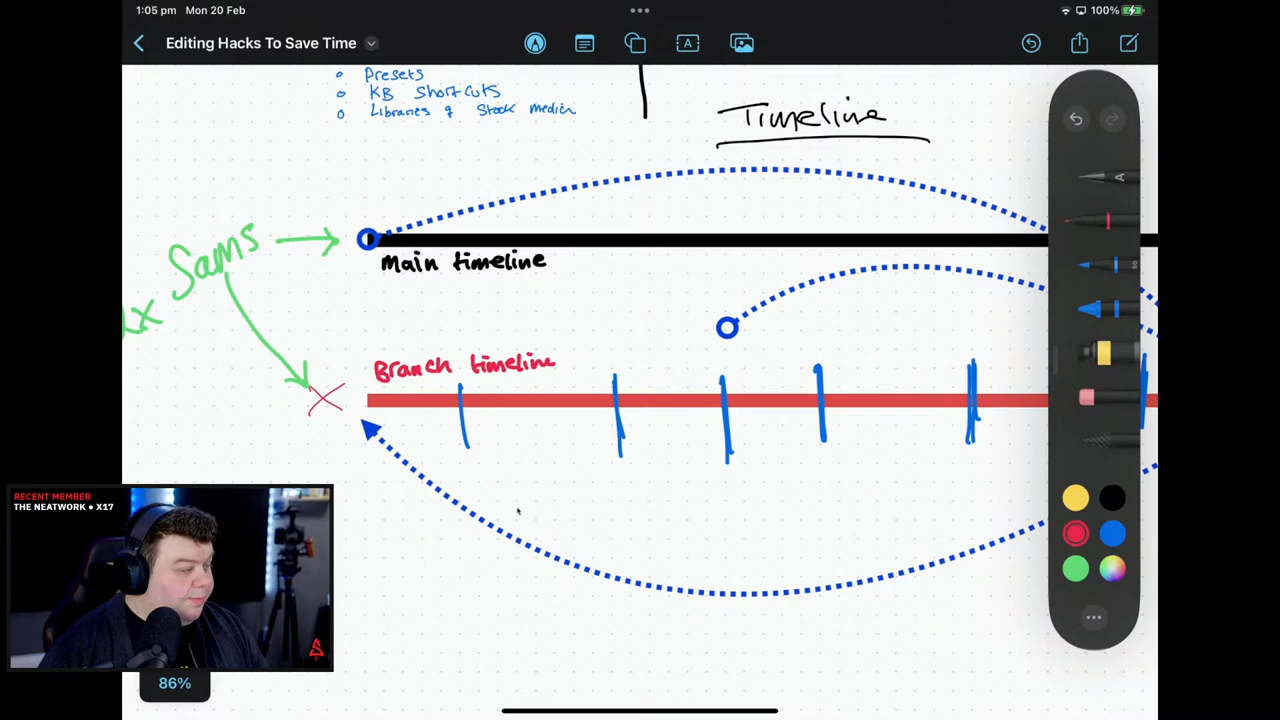 1:05 pm Mon 20 Feb
100%
Editing Hacks To Save Time
Presets
KB Shortcuts
Libraries & Stock media
Timeline
Sams
Main timeline
Branch timeline
RECENT MEMBER
THE NEATWORK • X17
86%